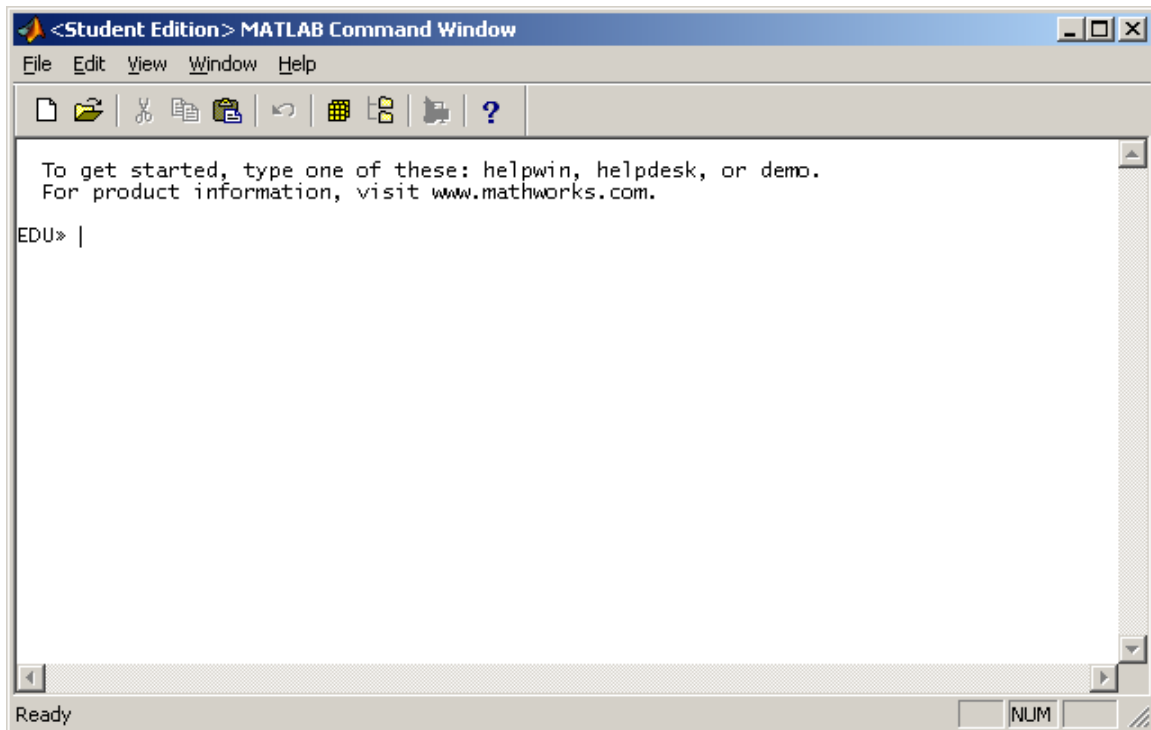 <Student Edition> MATLAB Command Window
File Edit View Window Help
?
To get started, type one of these: helpwin, helpdesk, or demo.
For product information, visit www.mathworks.com.
EDU»
Ready NUM